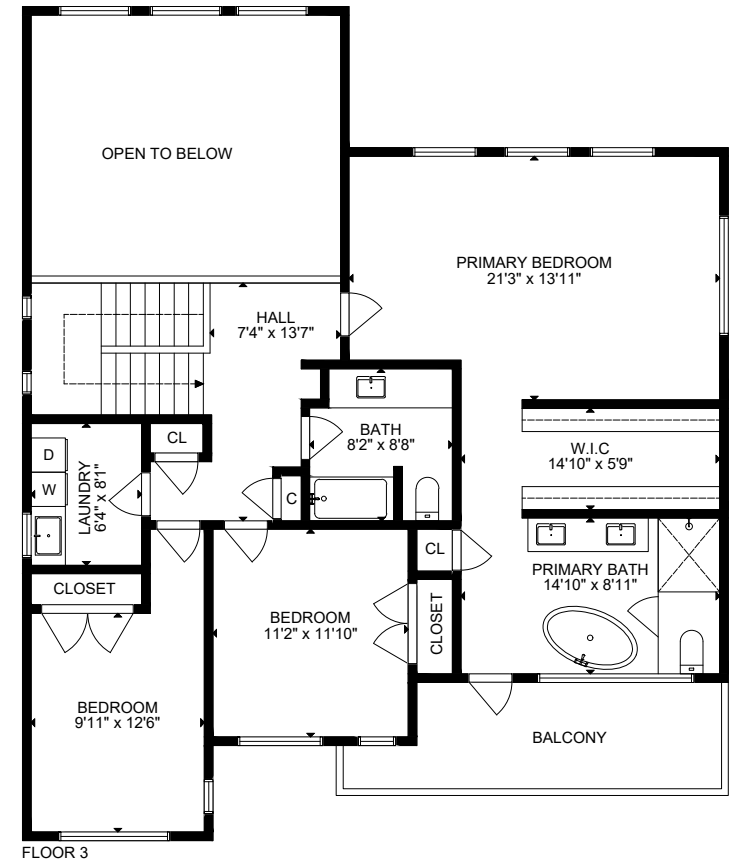 OPEN TO BELOW
PRIMARY BEDROOM
21'3" x 13'11"
HALL
7'4" x 13'7"
BATH
8'2" x 8'8"
CL
W.I.C
14'10" x 5'9"
D
W
LAUNDRY
6'4" x 8'1"
C
CL
PRIMARY BATH
14'10" x 8'11"
CLOSET
BEDROOM
11'2" x 11'10"
CLOSET
BEDROOM
9'11" x 12'6"
BALCONY
FLOOR 3